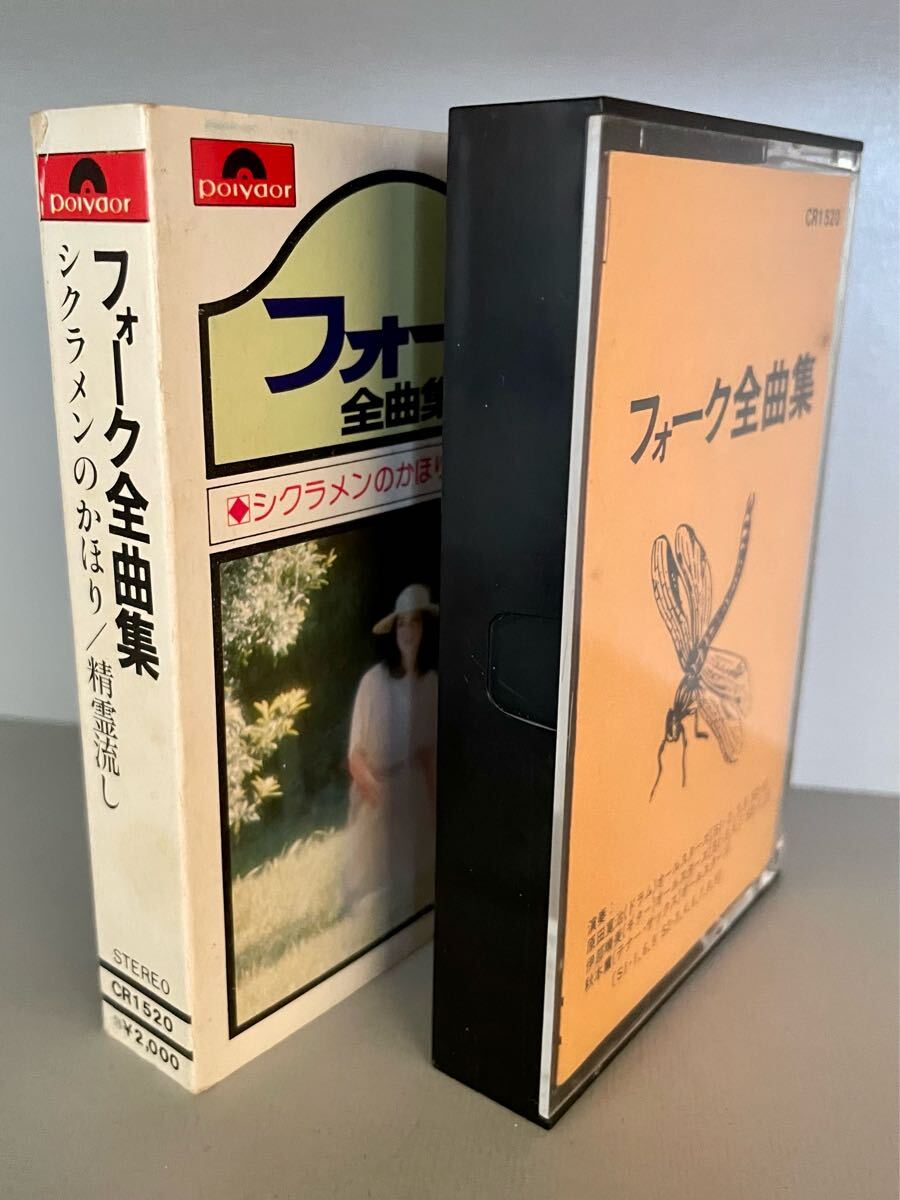 polydor
フォーク全曲集
シクラメンのかほり/精霊流し
STEREO
CR1520
¥2,000
polydor
フォー
全曲集
◆シクラメンのかほり
CR1520
フォーク全曲集
演奏: